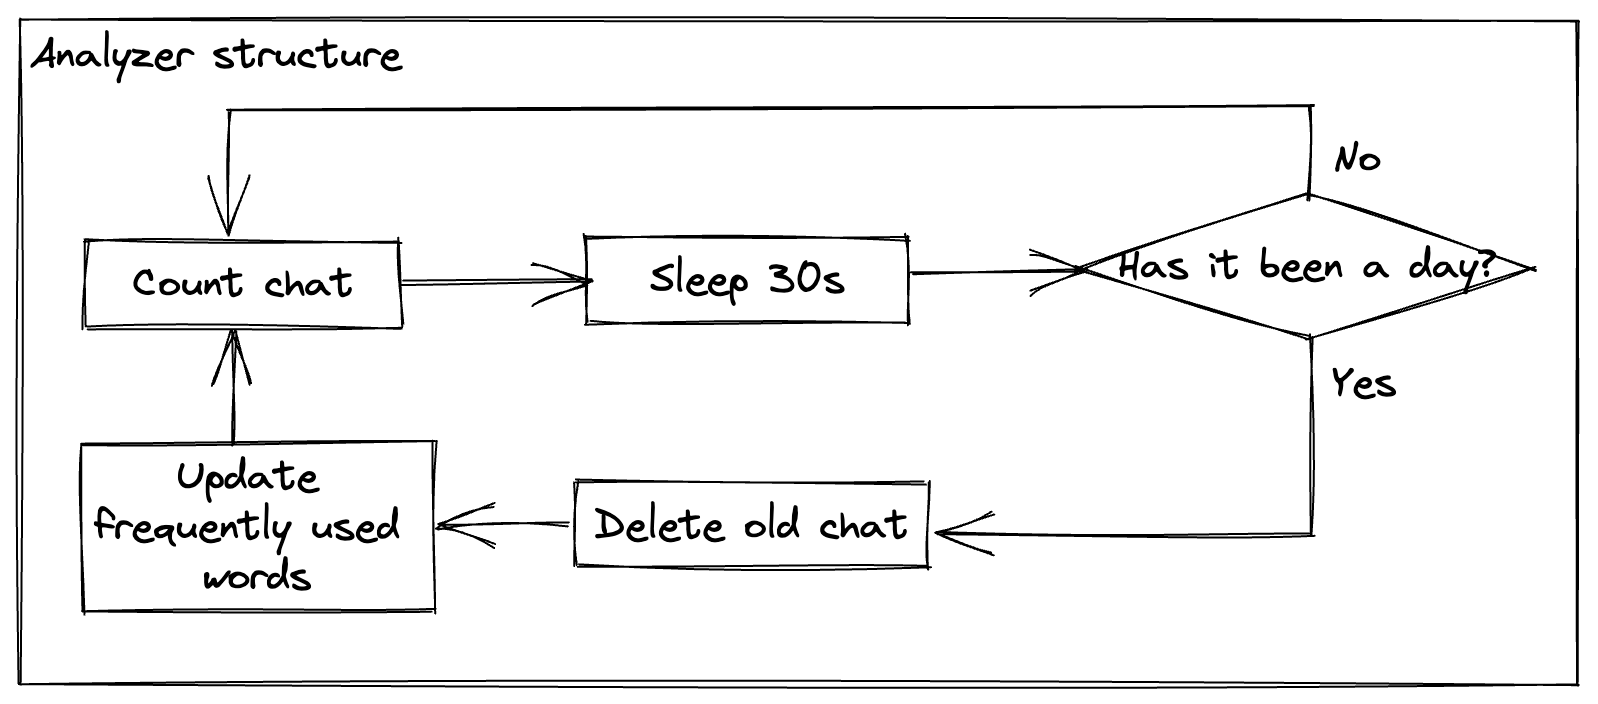 Analyzer structure
No
Count chat
Sleep 30s
Has it been a day?
Yes
Update
frequently used
words
Delete old chat